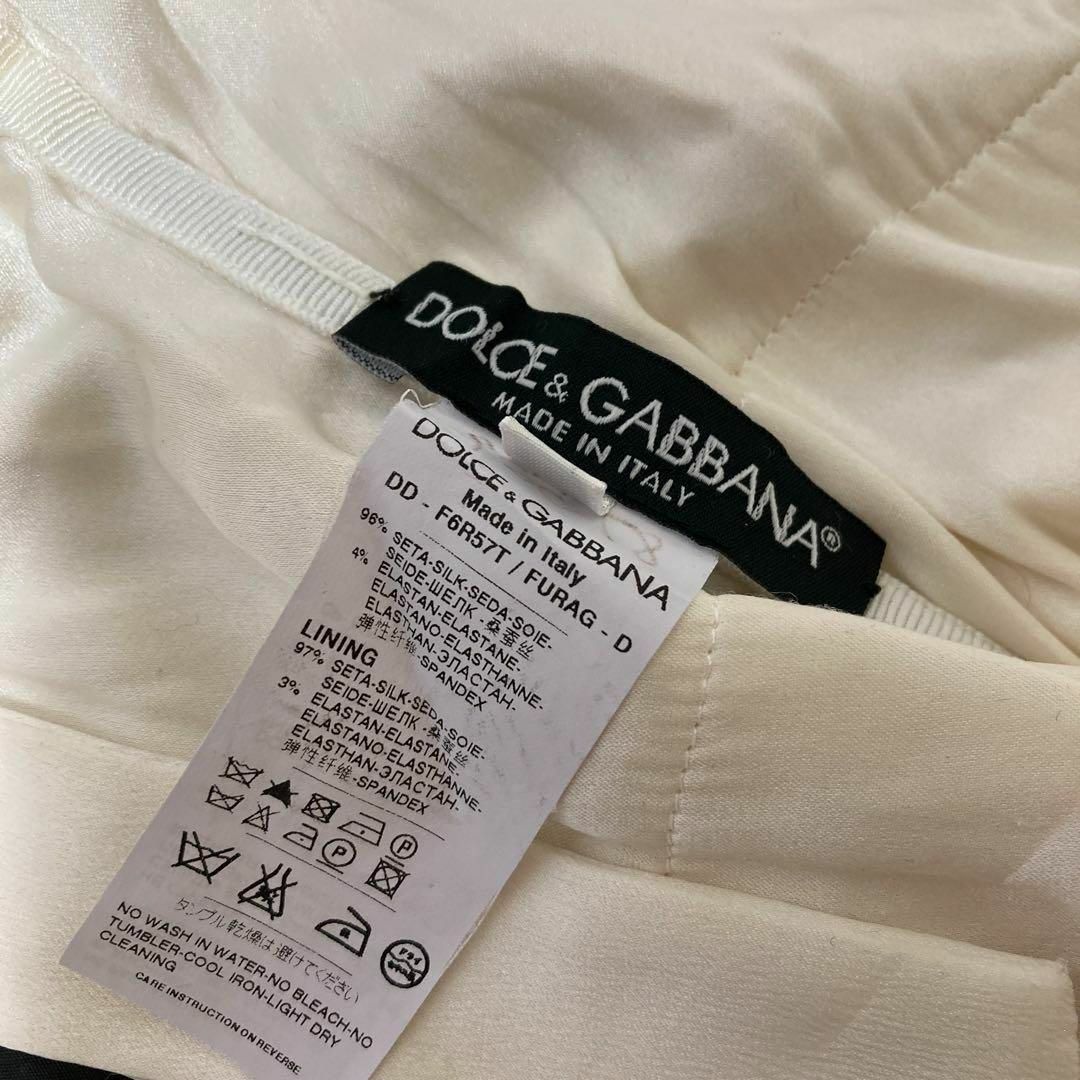 DOLCE & GABBANA®
MADE IN ITALY
DOLCE & GABBANA
Made in Italy
DD - F6R57T / FURAG - D
96% SETA-SILK-SEDA-SOIE-
SEIDE-ШЕЛК-桑蚕丝
4% ELASTAN-ELASTANE-
ELASTANO-ELASTHANNE-
ELASTHAN-ЭЛАСТАН-
弹性纤维-SPANDEX
LINING
97% SETA-SILK-SEDA-SOIE-
SEIDE-ШЕЛК-桑蚕丝
3% ELASTAN-ELASTANE-
ELASTANO-ELASTHANNE-
ELASTHAN-ЭЛАСТАН-
弹性纤维-SPANDEX
P
P
ドライ
タンブル乾燥は避けてください
NO WASH IN WATER-NO BLEACH-NO
TUMBLER-COOL IRON-LIGHT DRY
CLEANING
CARE INSTRUCTION ON REVERSE